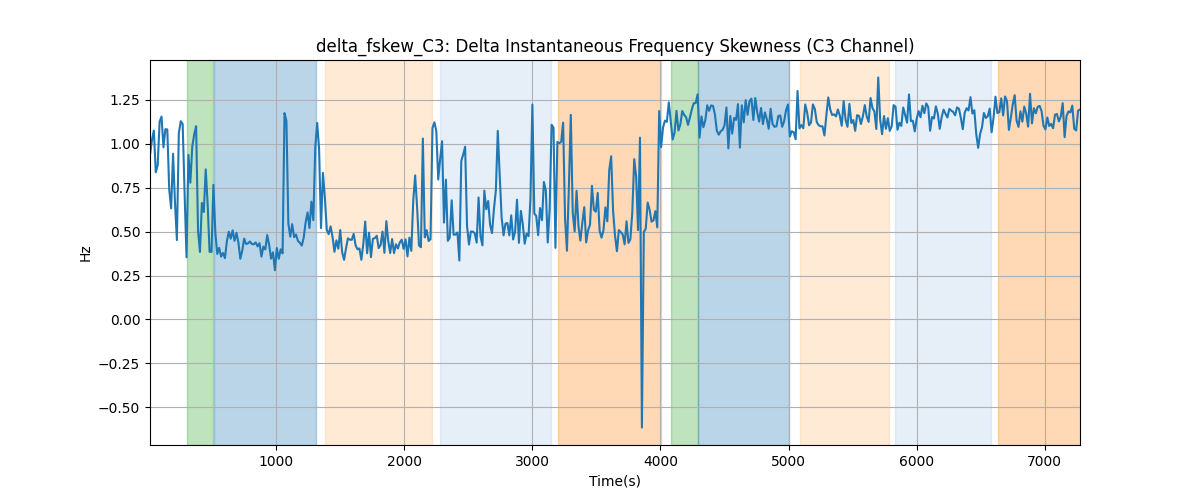 delta_fskew_C3: Delta Instantaneous Frequency Skewness (C3 Channel)
1.25
1.00
0.75
0.50
0.25
0.00
−0.25
−0.50
Hz
1000 2000 3000 4000 5000 6000 7000
Time(s)